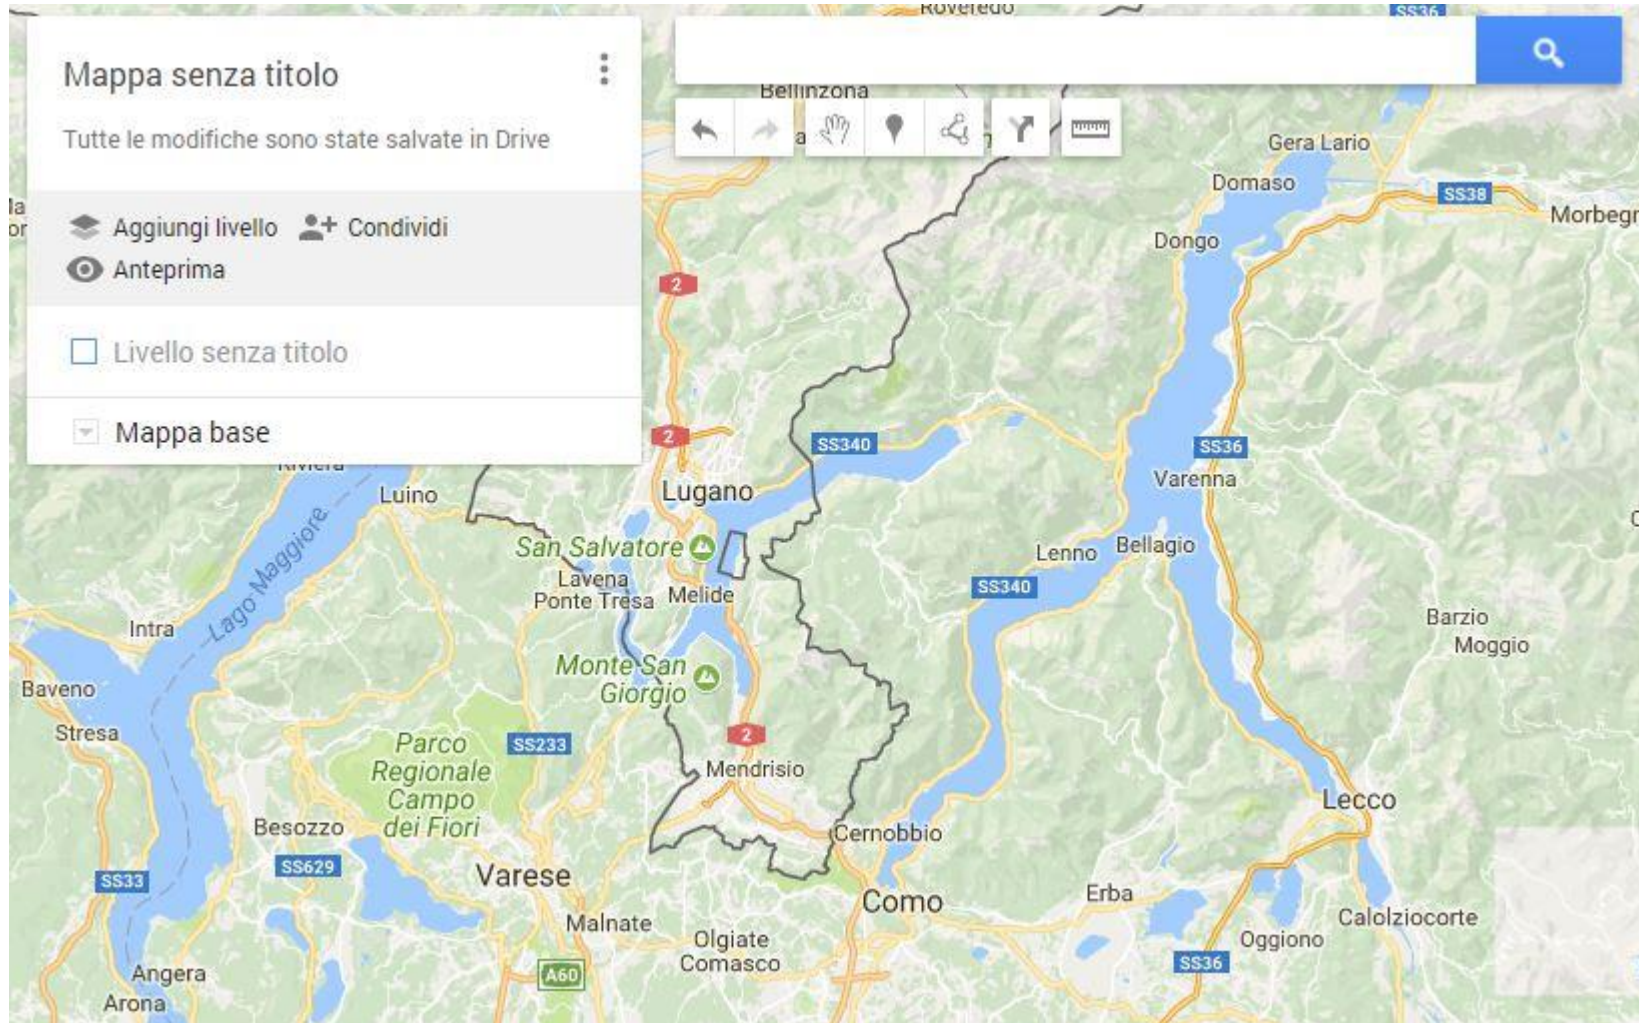 Mappa senza titolo
Tutte le modifiche sono state salvate in Drive
Aggiungi livello
Condividi
Anteprima
Livello senza titolo
Mappa base
Roveredo
SS36
Bellinzona
Gera Lario
Domaso
SS38
Morbegn
Dongo
2
2
SS340
SS36
Varenna
Riviera
Luino
Lugano
Lago Maggiore
San Salvatore
Lenno
Bellagio
Lavena
Ponte Tresa
Melide
SS340
Intra
Barzio
Moggio
Monte San
Giorgio
Baveno
Stresa
Parco
Regionale
Campo
dei Fiori
SS233
2
Mendrisio
Lecco
Besozzo
Cernobbio
SS629
SS33
Varese
Como
Erba
Malnate
Calolziocorte
Olgiate
Comasco
Oggiono
SS36
A60
Angera
Arona